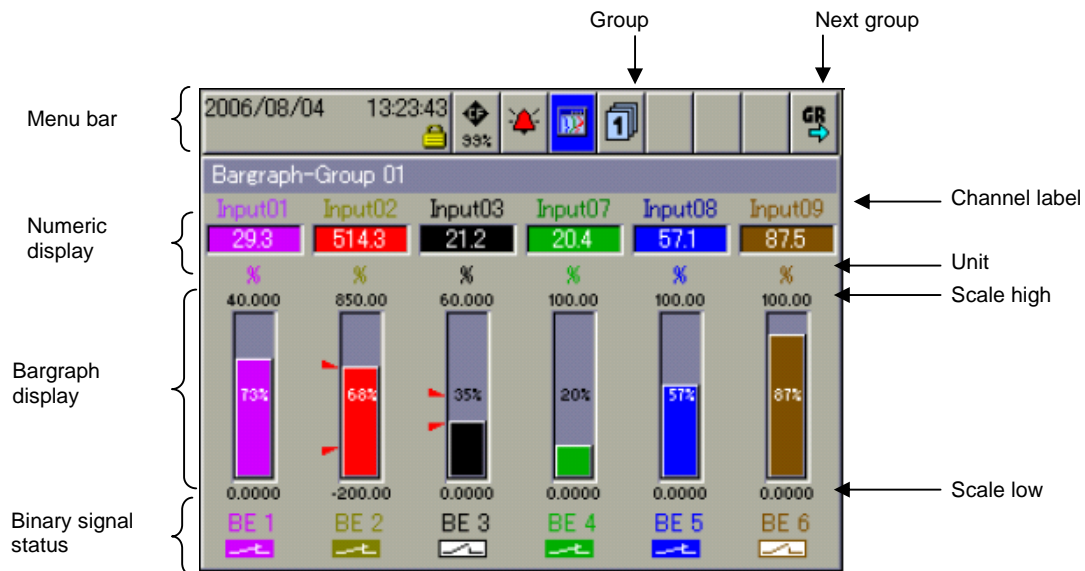 Group
Next group
Menu bar
2006/08/04 13:23:43
99%
1
GR
Bargraph-Group 01
Input01 Input02 Input03 Input07 Input08 Input09
Channel label
Numeric
display
29.3 514.3 21.2 20.4 57.1 87.5
% % % % % %
Unit
40.000 850.00 60.000 100.00 100.00 100.00
Scale high
Bargraph
display
73% 68% 35% 20% 57% 87%
0.0000 -200.00 0.0000 0.0000 0.0000 0.0000
Scale low
Binary signal
status
BE 1 BE 2 BE 3 BE 4 BE 5 BE 6